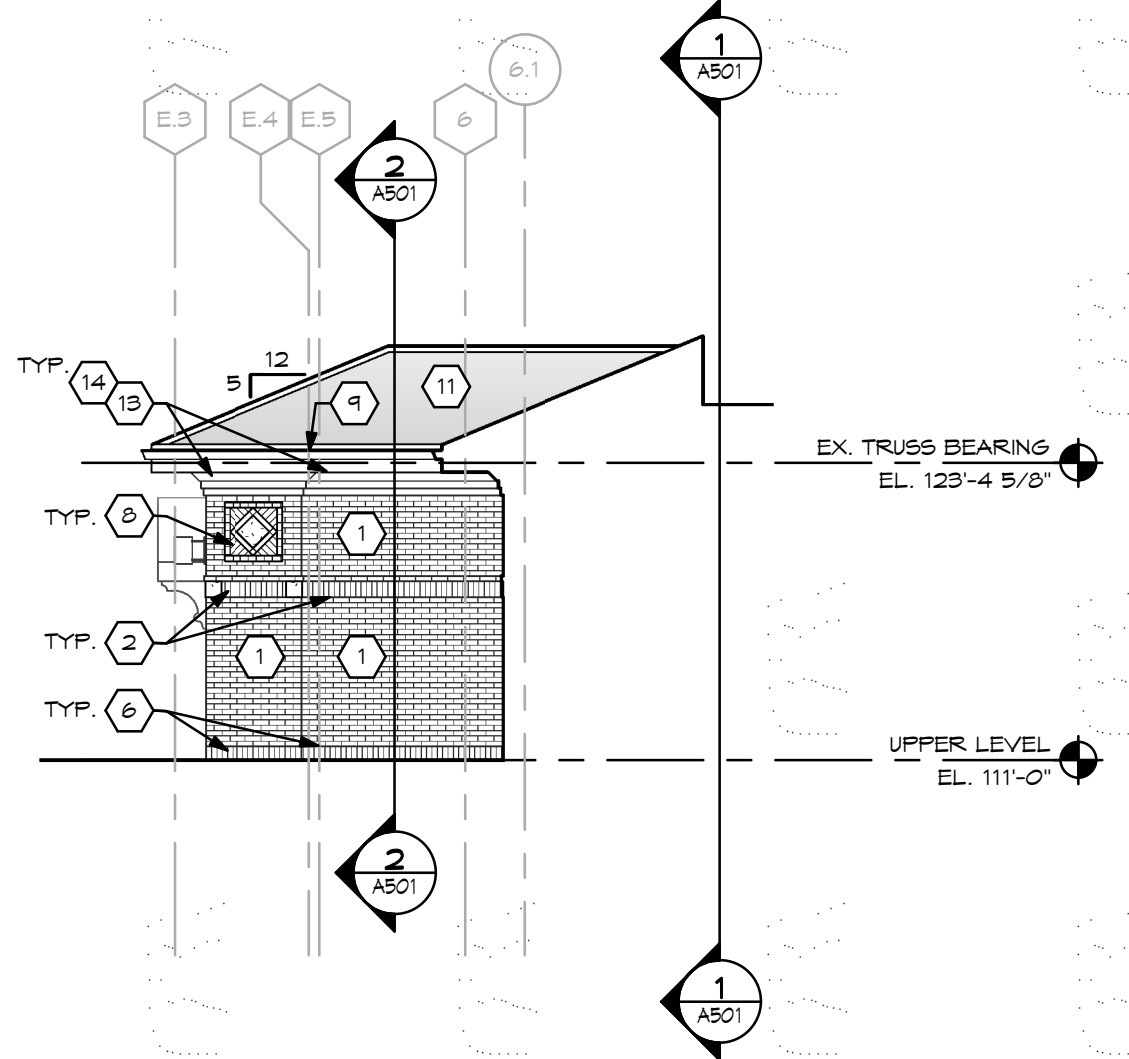 1
A501
6.1
E.3
E.4
E.5
6
2
A501
TYP.
14
13
12
5
9
11
EX. TRUSS BEARING
EL. 123'-4 5/8"
TYP. 8
1
TYP. 2
1
1
TYP. 6
UPPER LEVEL
EL. 111'-0"
2
A501
1
A501